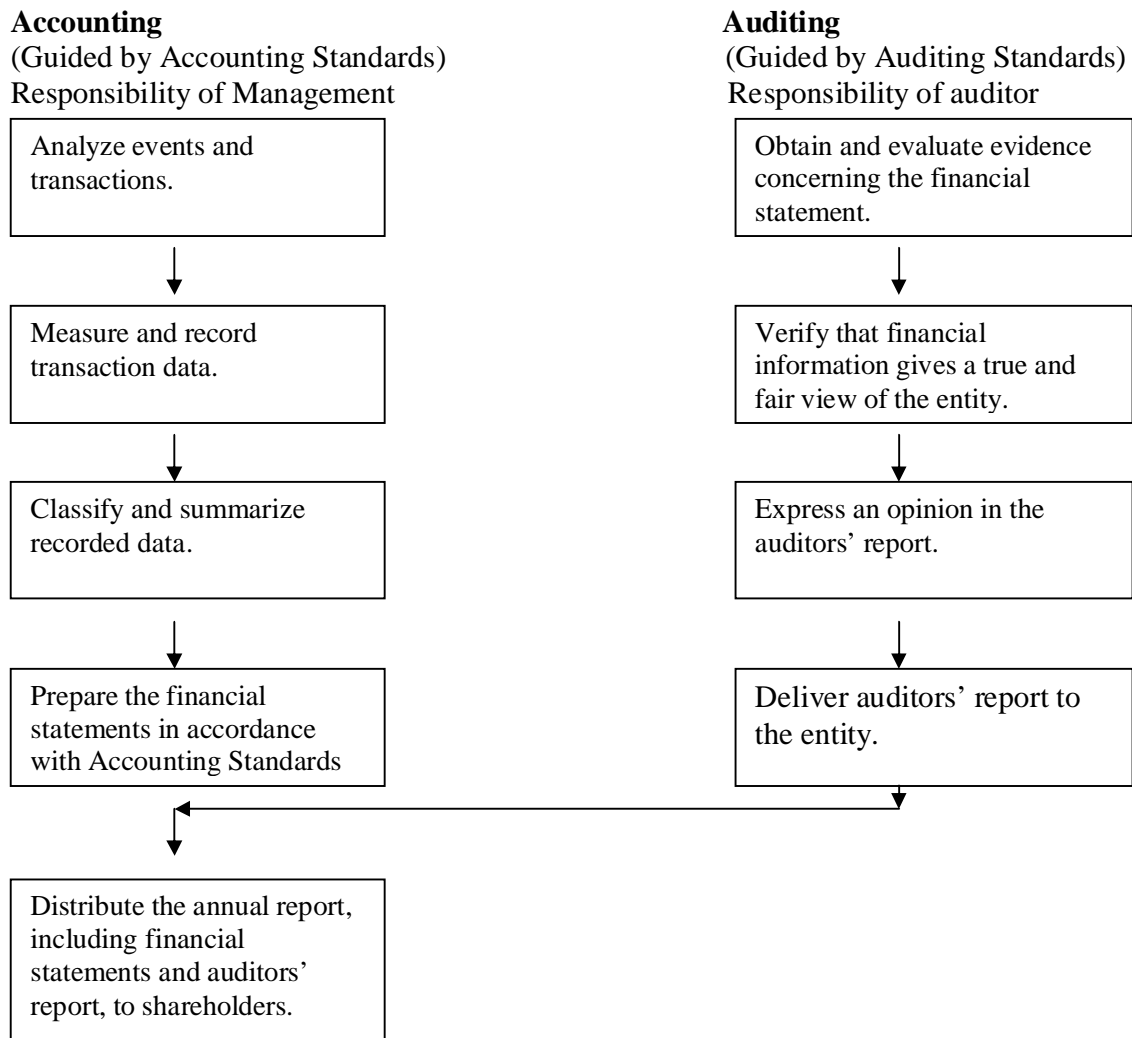 Accounting
(Guided by Accounting Standards)
Responsibility of Management
Analyze events and
transactions.
Measure and record
transaction data.
Classify and summarize
recorded data.
Prepare the financial
statements in accordance
with Accounting Standards
Distribute the annual report,
including financial
statements and auditors’
report, to shareholders.
Auditing
(Guided by Auditing Standards)
Responsibility of auditor
Obtain and evaluate evidence
concerning the financial
statement.
Verify that financial
information gives a true and
fair view of the entity.
Express an opinion in the
auditors’ report.
Deliver auditors’ report to
the entity.